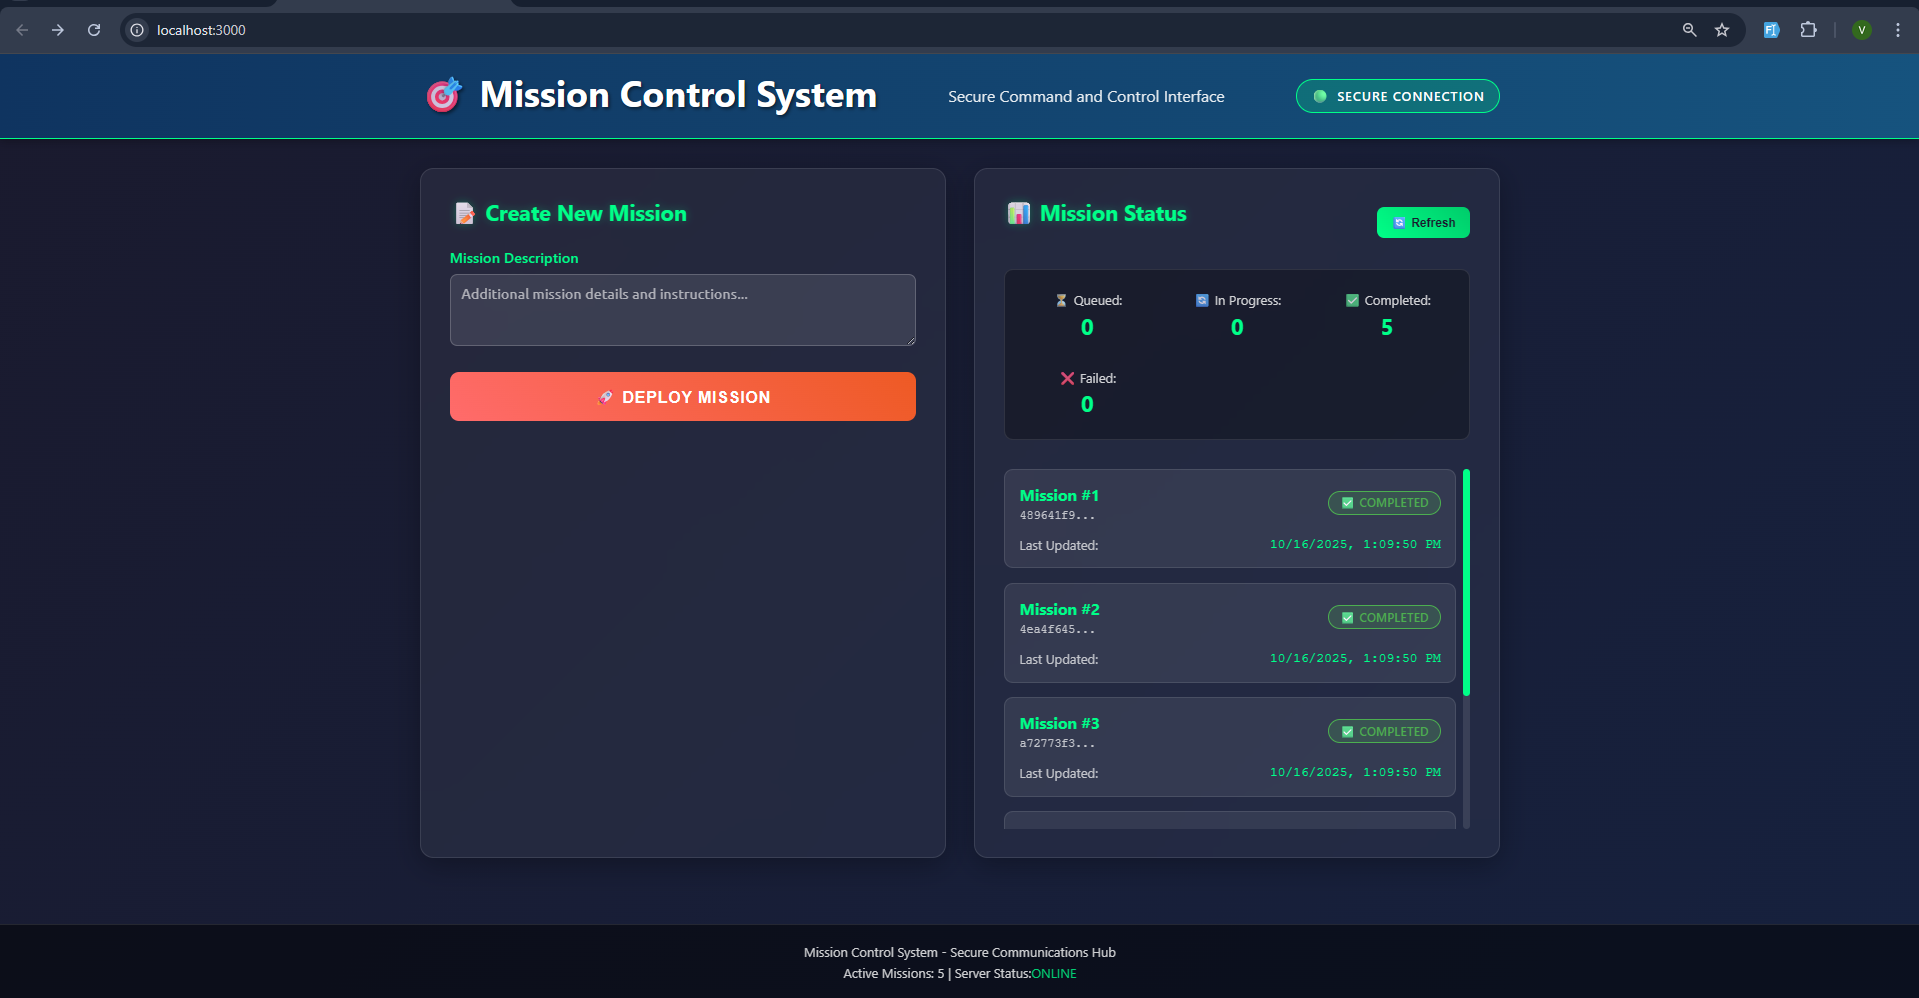 localhost:3000
V
Mission Control System
Secure Command and Control Interface
SECURE CONNECTION
Create New Mission
Mission Description
Additional mission details and instructions...
DEPLOY MISSION
Mission Status
Refresh
Queued:
0
In Progress:
0
Completed:
5
Failed:
0
Mission #1
489641f9...
COMPLETED
Last Updated:
10/16/2025, 1:09:50 PM
Mission #2
4ea4f645...
COMPLETED
Last Updated:
10/16/2025, 1:09:50 PM
Mission #3
a72773f3...
COMPLETED
Last Updated:
10/16/2025, 1:09:50 PM
Mission Control System - Secure Communications Hub
Active Missions: 5 | Server Status:ONLINE